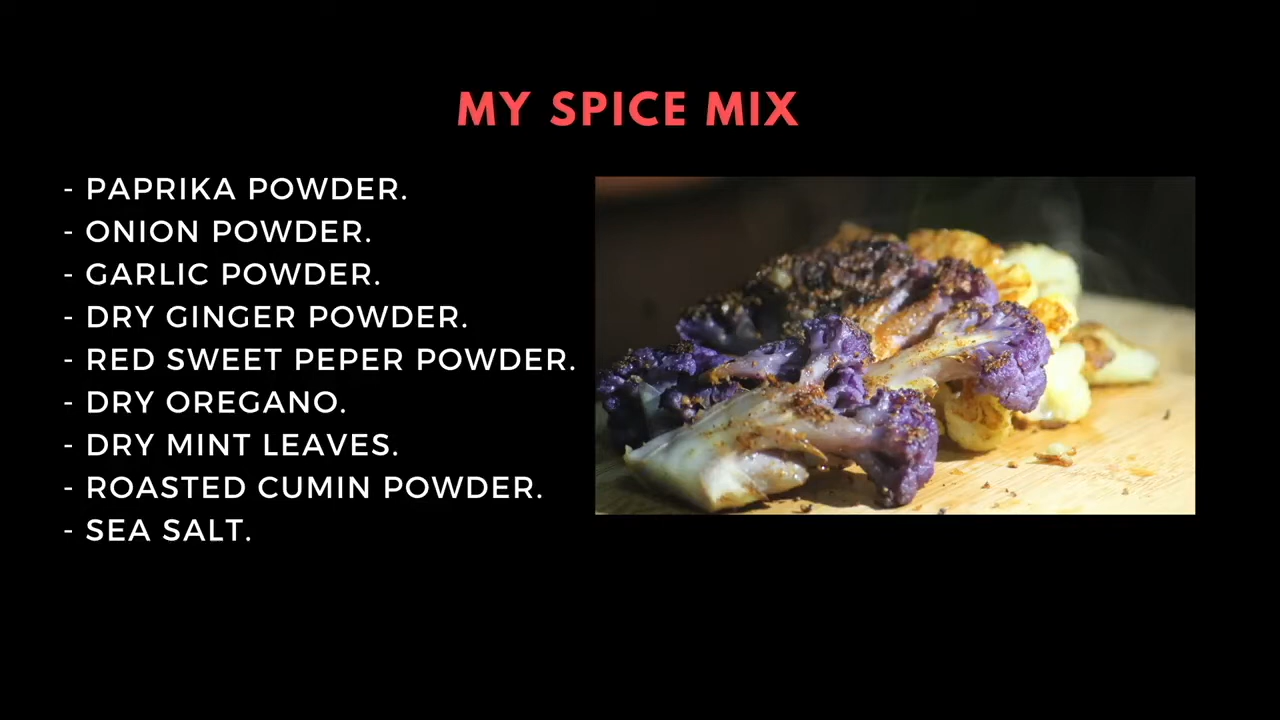 MY SPICE MIX
- PAPRIKA POWDER.
- ONION POWDER.
- GARLIC POWDER.
- DRY GINGER POWDER.
- RED SWEET PEPER POWDER.
- DRY OREGANO.
- DRY MINT LEAVES.
- ROASTED CUMIN POWDER.
- SEA SALT.